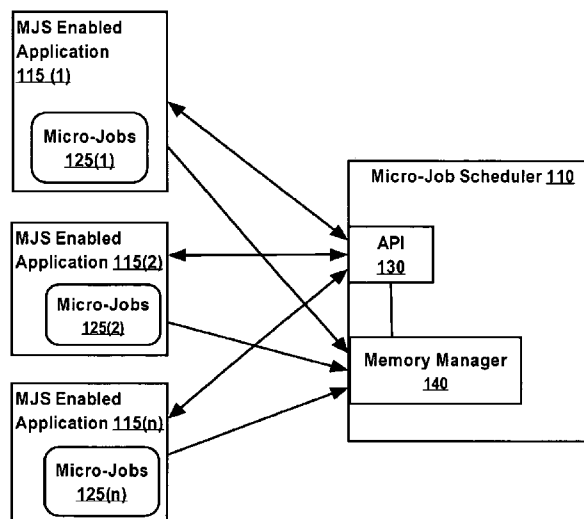 MJS Enabled
Application
115 (1)
Micro-Jobs
125(1)
MJS Enabled
Application 115(2)
Micro-Jobs
125(2)
MJS Enabled
Application 115(n)
Micro-Jobs
125(n)
Micro-Job Scheduler 110
API
130
Memory Manager
140